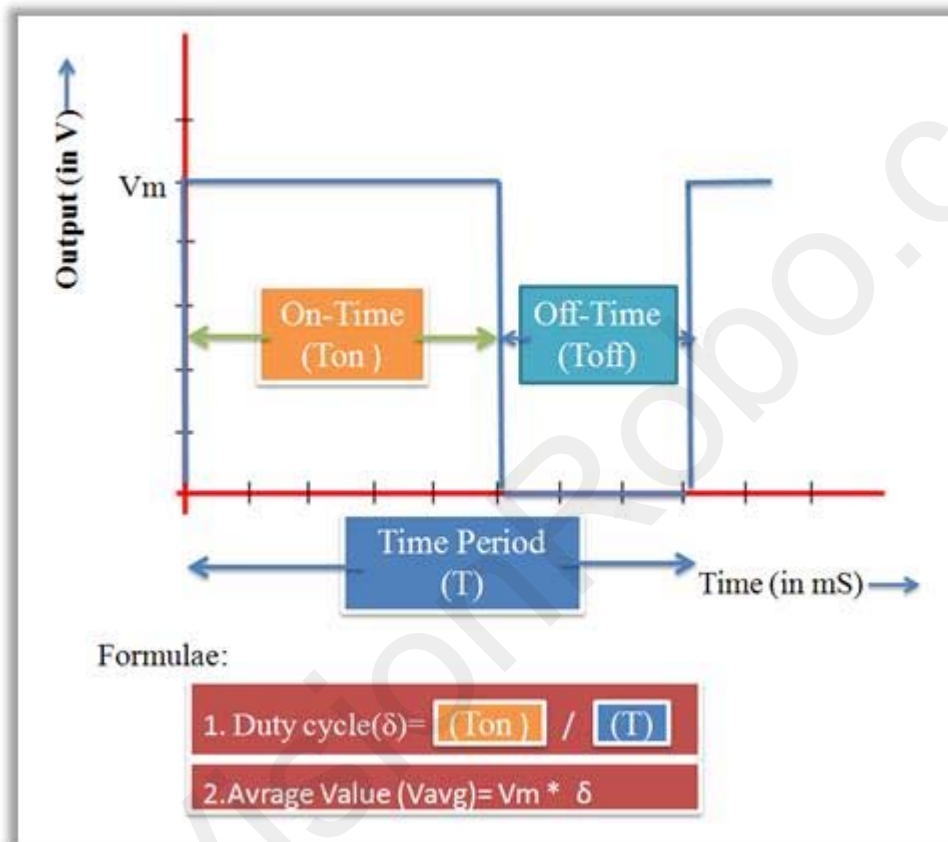 Output (in V)
Vm
On-Time
(Ton )
Off-Time
(Toff)
Time Period
(T)
Time (in mS)
Formulae:
1. Duty cycle(δ)= (Ton ) / (T)
2.Avrage Value (Vavg)= Vm * δ
visionRobo.c